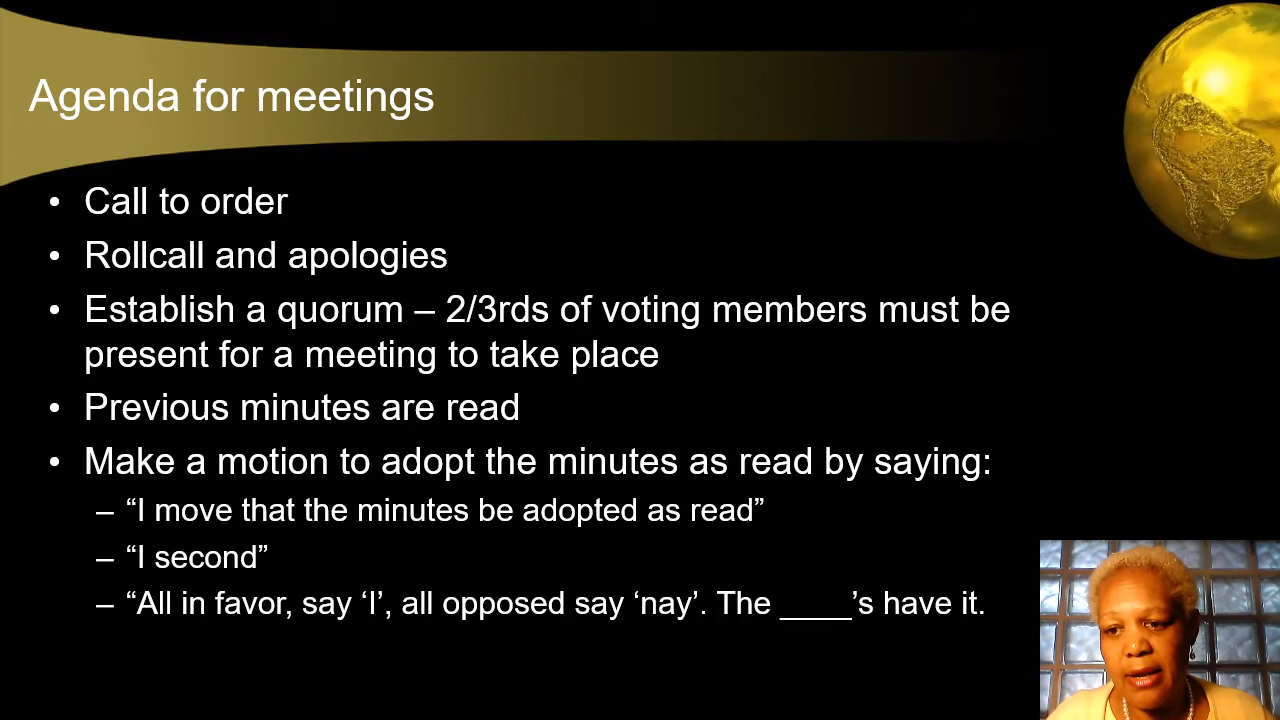 Agenda for meetings
• Call to order
• Rollcall and apologies
• Establish a quorum – 2/3rds of voting members must be
present for a meeting to take place
• Previous minutes are read
• Make a motion to adopt the minutes as read by saying:
– “I move that the minutes be adopted as read”
– “I second”
– “All in favor, say ‘I’, all opposed say ‘nay’. The ____’s have it.